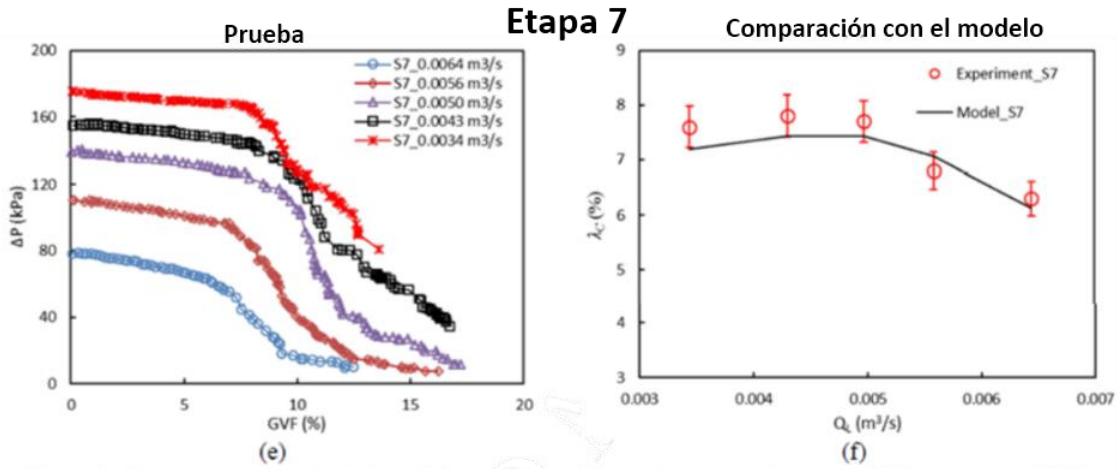 Etapa 7
Prueba
Comparación con el modelo
200
160
120
80
40
0
ΔP (kPa)
S7_0.0064 m3/s
S7_0.0056 m3/s
S7_0.0050 m3/s
S7_0.0043 m3/s
S7_0.0034 m3/s
0 5 10 15 20
GVF (%)
(e)
9
8
7
6
5
4
3
λC (%)
Experiment_S7
Model_S7
0.003 0.004 0.005 0.006 0.007
QL (m³/s)
(f)